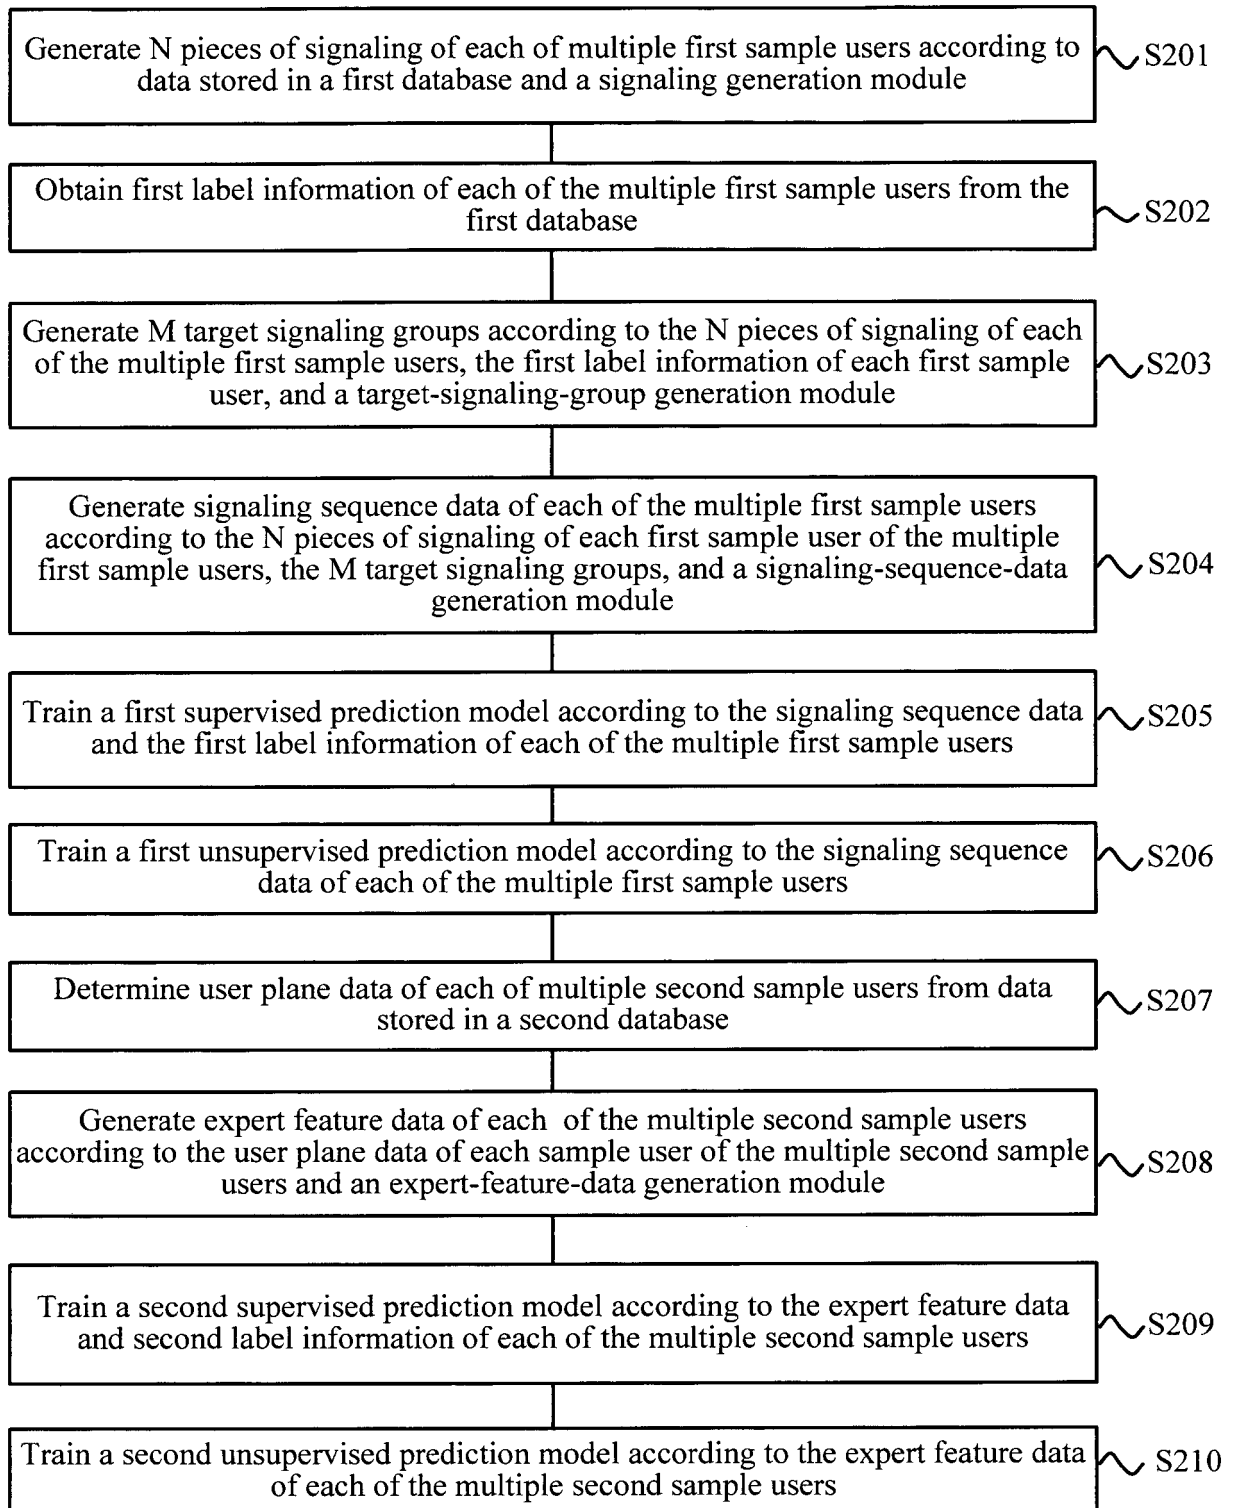 Generate N pieces of signaling of each of multiple first sample users according to
data stored in a first database and a signaling generation module
S201
Obtain first label information of each of the multiple first sample users from the
first database
S202
Generate M target signaling groups according to the N pieces of signaling of each
of the multiple first sample users, the first label information of each first sample
user, and a target-signaling-group generation module
S203
Generate signaling sequence data of each of the multiple first sample users
according to the N pieces of signaling of each first sample user of the multiple
first sample users, the M target signaling groups, and a signaling-sequence-data
generation module
S204
Train a first supervised prediction model according to the signaling sequence data
and the first label information of each of the multiple first sample users
S205
Train a first unsupervised prediction model according to the signaling sequence
data of each of the multiple first sample users
S206
Determine user plane data of each of multiple second sample users from data
stored in a second database
S207
Generate expert feature data of each of the multiple second sample users
according to the user plane data of each sample user of the multiple second sample
users and an expert-feature-data generation module
S208
Train a second supervised prediction model according to the expert feature data
and second label information of each of the multiple second sample users
S209
Train a second unsupervised prediction model according to the expert feature data
of each of the multiple second sample users
S210